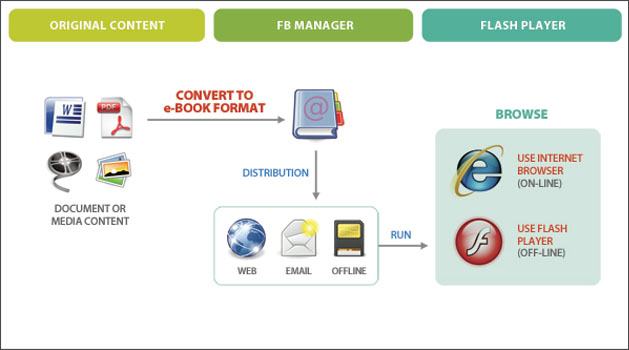 ORIGINAL CONTENT
FB MANAGER
FLASH PLAYER
CONVERT TO
e-BOOK FORMAT
W
PDF
@
DOCUMENT OR
MEDIA CONTENT
DISTRIBUTION
WEB
EMAIL
OFFLINE
RUN
BROWSE
USE INTERNET
BROWSER
(ON-LINE)
USE FLASH
PLAYER
(OFF-LINE)